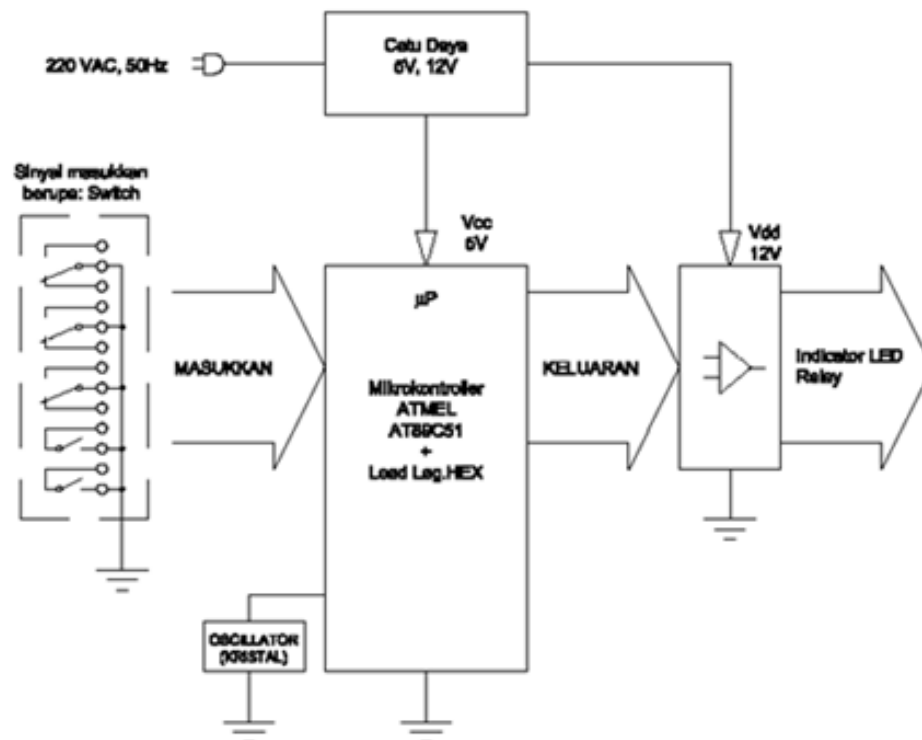 Catu Daya
5V, 12V
220 VAC, 50Hz
Sinyal masukkan
berupa: Switch
Vcc
5V
Vdd
12V
µP
MASUKKAN
Mikrokontroller
ATMEL
AT89C51
+
Load Lag.HEX
KELUARAN
Indicator LED
Relay
OSCILLATOR
(KRISTAL)